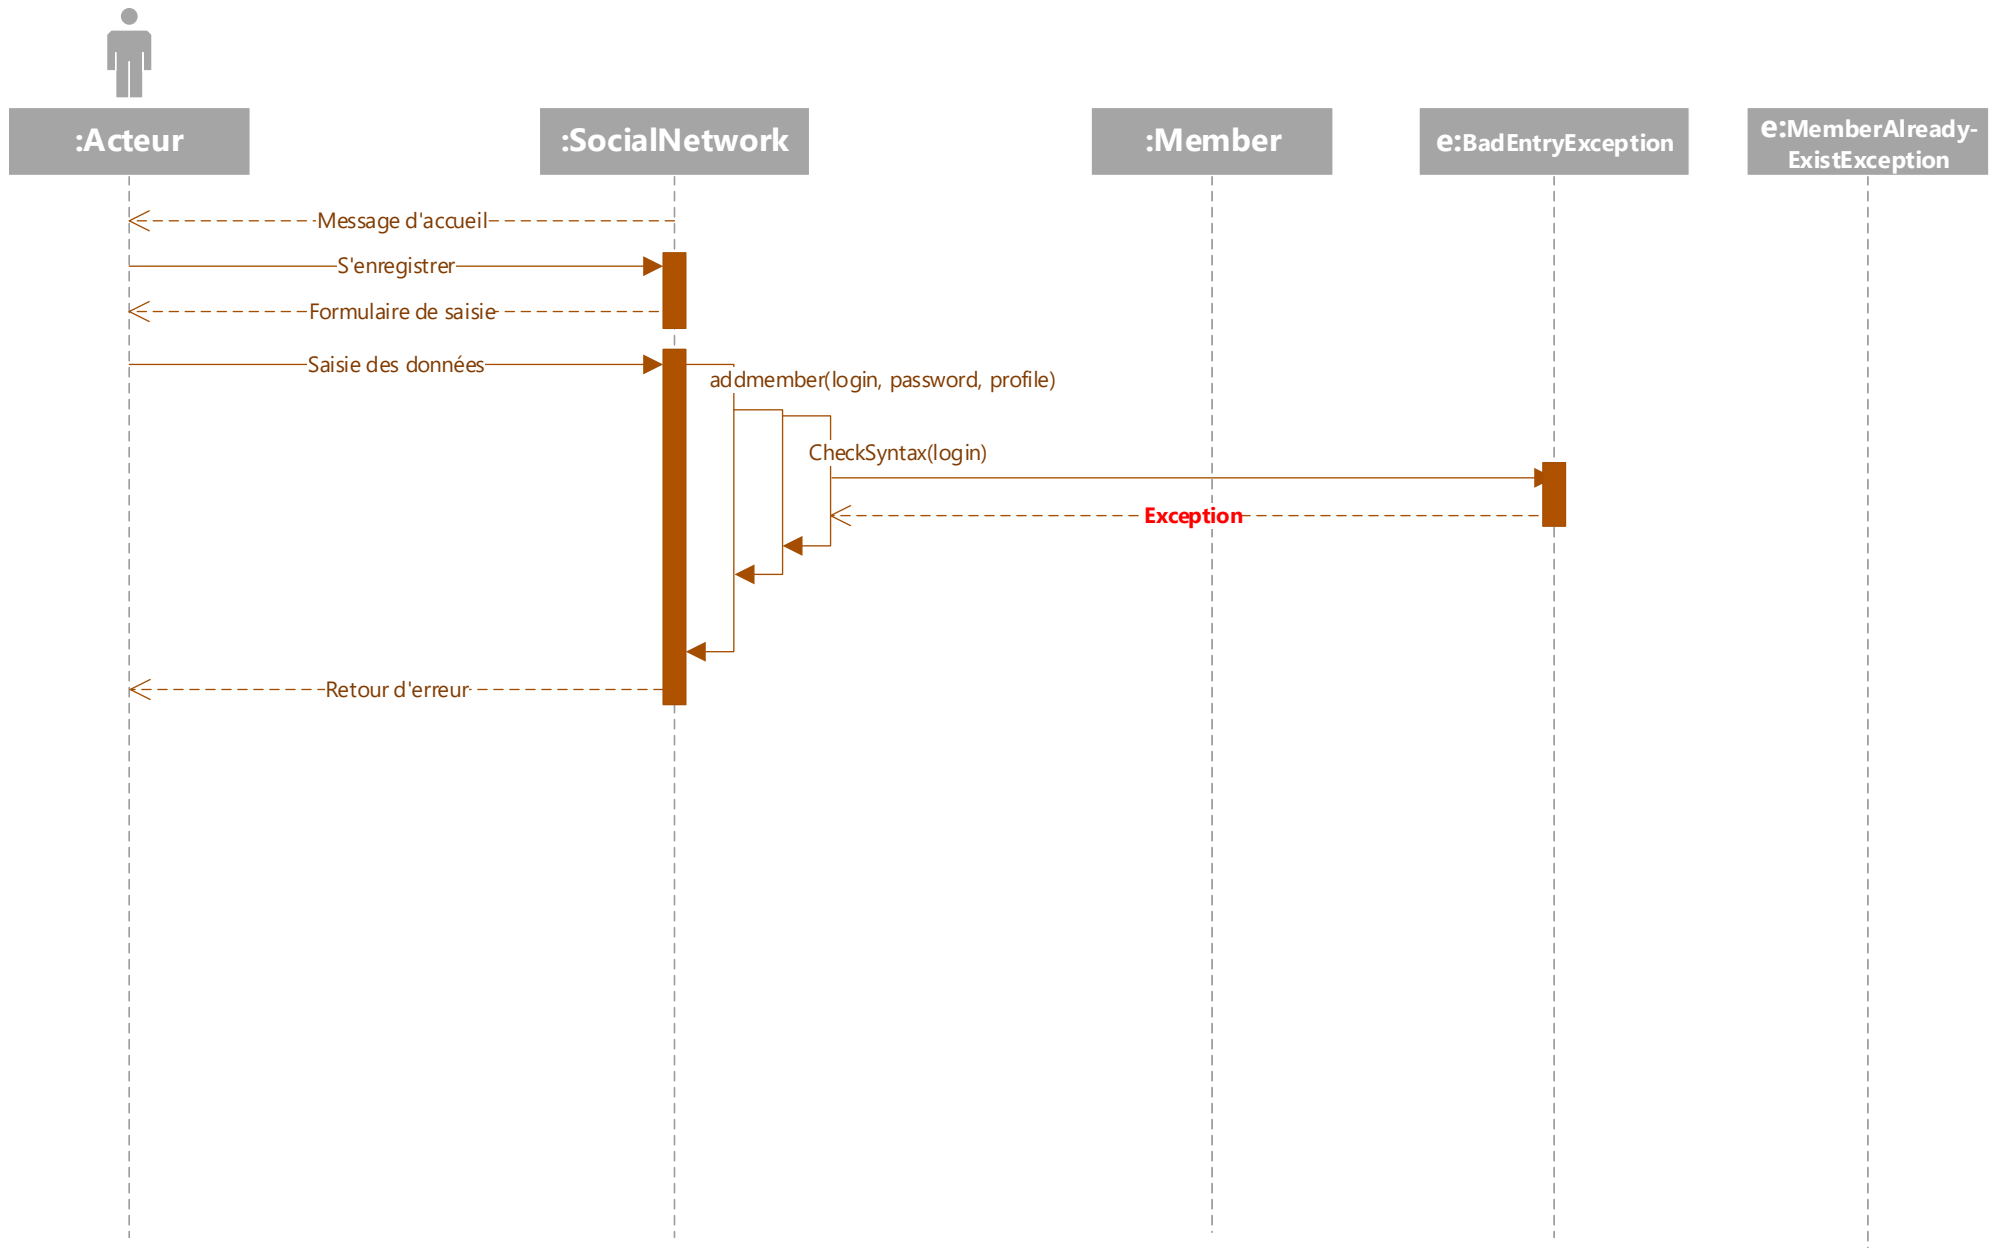 :Acteur
:SocialNetwork
:Member
e:BadEntryException
e:MemberAlready-
ExistException
Message d'accueil
S'enregistrer
Formulaire de saisie
Saisie des données
addmember(login, password, profile)
CheckSyntax(login)
Exception
Retour d'erreur